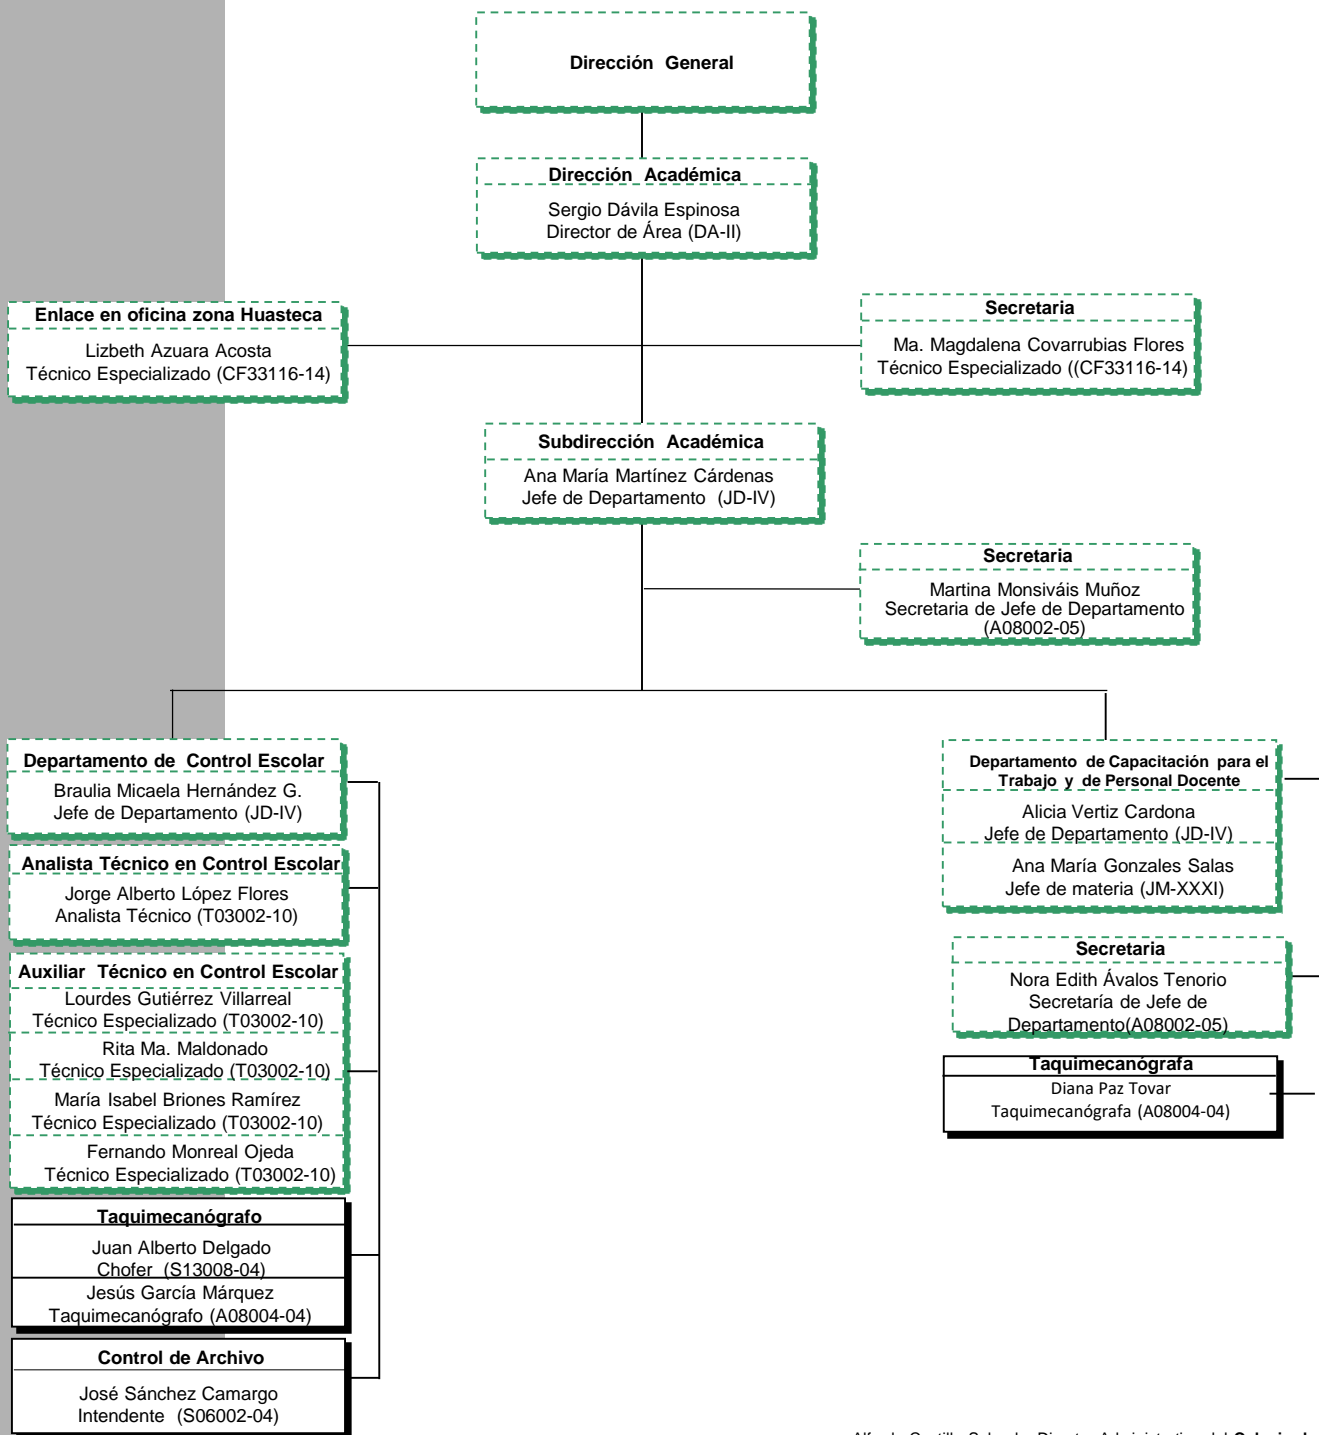 Dirección General
Dirección Académica
Sergio Dávila Espinosa
Director de Área (DA-II)
Enlace en oficina zona Huasteca
Lizbeth Azuara Acosta
Técnico Especializado (CF33116-14)
Secretaria
Ma. Magdalena Covarrubias Flores
Técnico Especializado ((CF33116-14)
Subdirección Académica
Ana María Martínez Cárdenas
Jefe de Departamento (JD-IV)
Secretaria
Martina Monsiváis Muñoz
Secretaria de Jefe de Departamento
(A08002-05)
Departamento de Control Escolar
Braulia Micaela Hernández G.
Jefe de Departamento (JD-IV)
Analista Técnico en Control Escolar
Jorge Alberto López Flores
Analista Técnico (T03002-10)
Auxiliar Técnico en Control Escolar
Lourdes Gutiérrez Villarreal
Técnico Especializado (T03002-10)
Rita Ma. Maldonado
Técnico Especializado (T03002-10)
María Isabel Briones Ramírez
Técnico Especializado (T03002-10)
Fernando Monreal Ojeda
Técnico Especializado (T03002-10)
Taquimecanógrafo
Juan Alberto Delgado
Chofer (S13008-04)
Jesús García Márquez
Taquimecanógrafo (A08004-04)
Control de Archivo
José Sánchez Camargo
Intendente (S06002-04)
Departamento de Capacitación para el
Trabajo y de Personal Docente
Alicia Vertiz Cardona
Jefe de Departamento (JD-IV)
Ana María Gonzales Salas
Jefe de materia (JM-XXXI)
Secretaria
Nora Edith Ávalos Tenorio
Secretaría de Jefe de
Departamento(A08002-05)
Taquimecanógrafa
Diana Paz Tovar
Taquimecanógrafa (A08004-04)